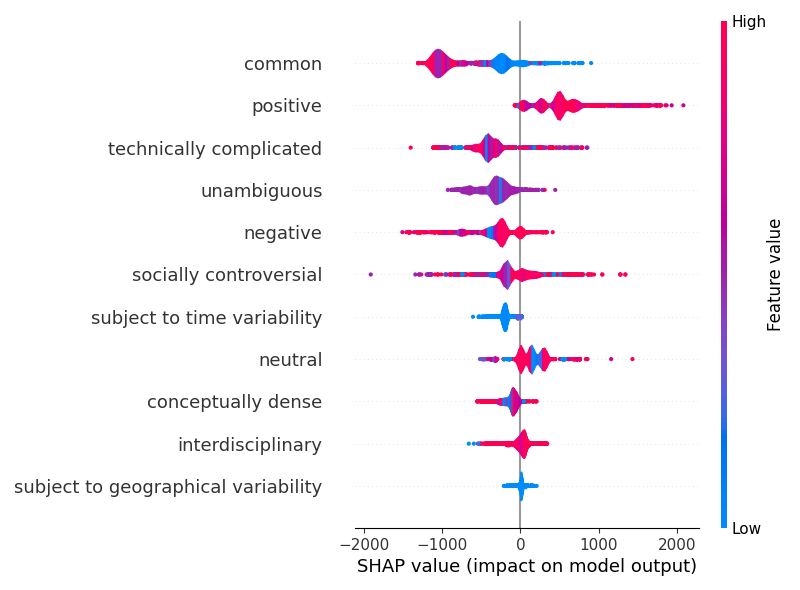 High
common
positive
technically complicated
unambiguous
negative
socially controversial
subject to time variability
neutral
conceptually dense
interdisciplinary
subject to geographical variability
Feature value
Low
−2000 −1000 0 1000 2000
SHAP value (impact on model output)